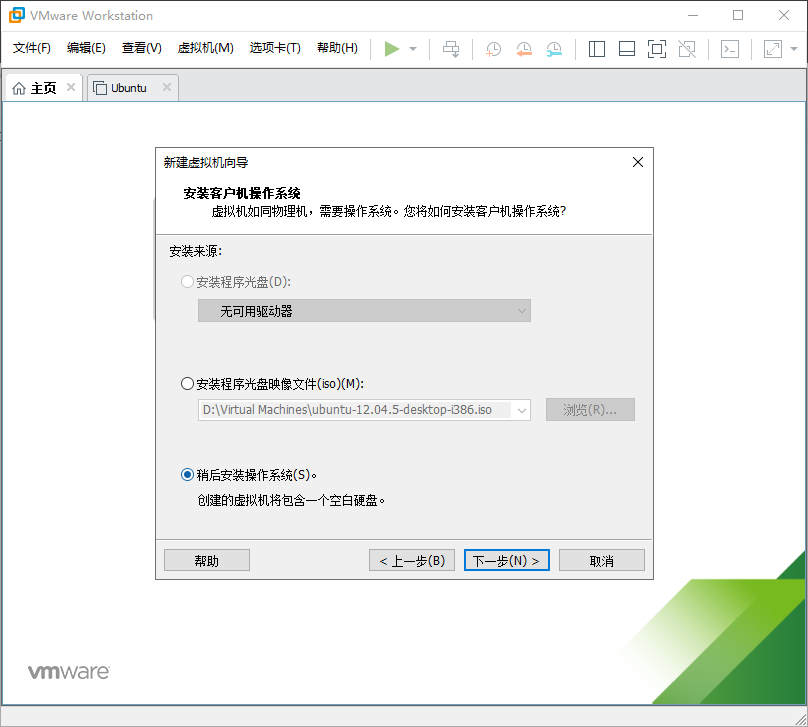 VMware Workstation
文件(F) 编辑(E) 查看(V) 虚拟机(M) 选项卡(T) 帮助(H)
主页 Ubuntu
新建虚拟机向导
安装客户机操作系统
虚拟机如同物理机，需要操作系统。您将如何安装客户机操作系统?
安装来源:
安装程序光盘(D):
无可用驱动器
安装程序光盘映像文件(iso)(M):
D:\Virtual Machines\ubuntu-12.04.5-desktop-i386.iso 浏览(R)...
稍后安装操作系统(S)。
创建的虚拟机将包含一个空白硬盘。
帮助 < 上一步(B) 下一步(N) > 取消
vmware